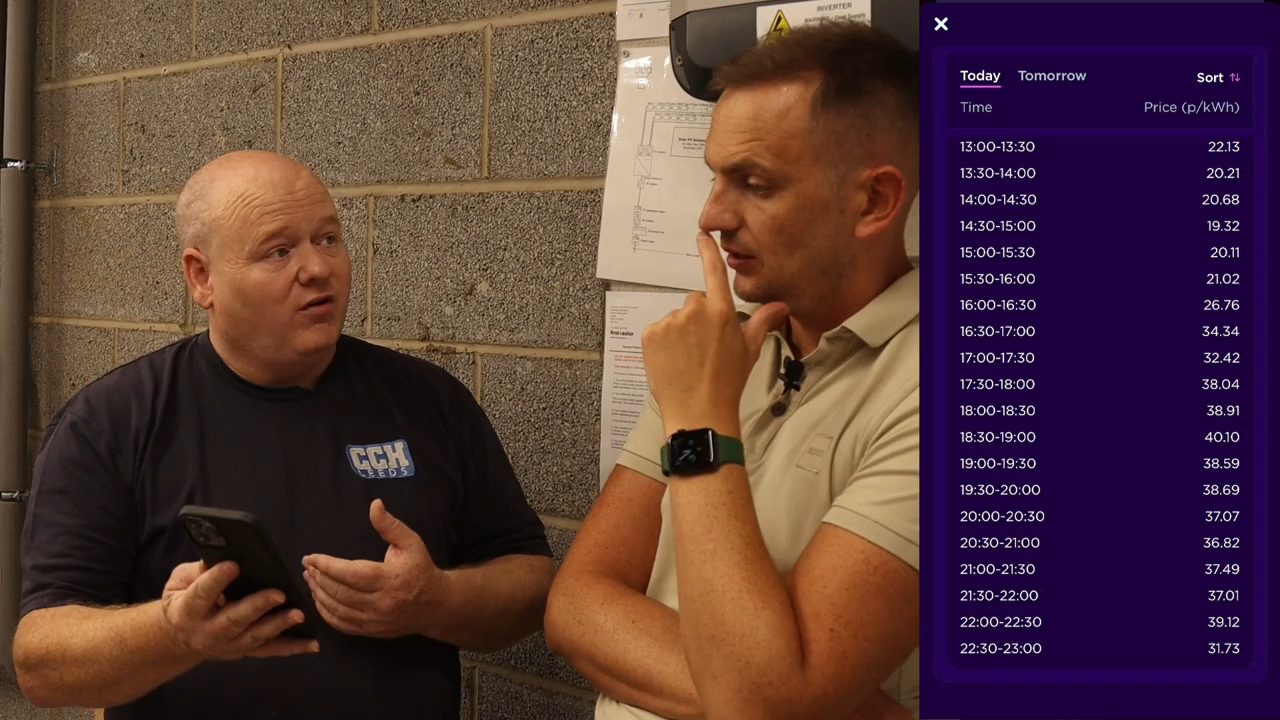 INVERTER
WARNING - Dual Supply
first4solar
CCH
LEEDS
Today Tomorrow Sort
Time Price (p/kWh)
13:00-13:30 22.13
13:30-14:00 20.21
14:00-14:30 20.68
14:30-15:00 19.32
15:00-15:30 20.11
15:30-16:00 21.02
16:00-16:30 26.76
16:30-17:00 34.34
17:00-17:30 32.42
17:30-18:00 38.04
18:00-18:30 38.91
18:30-19:00 40.10
19:00-19:30 38.59
19:30-20:00 38.69
20:00-20:30 37.07
20:30-21:00 36.82
21:00-21:30 37.49
21:30-22:00 37.01
22:00-22:30 39.12
22:30-23:00 31.73